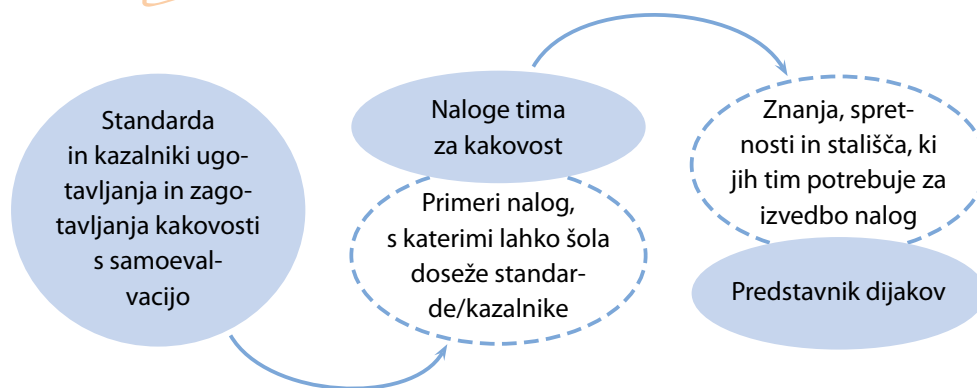 Standarda
in kazalniki ugo-
tavljanja in zago-
tavljanja kakovosti
s samoeval-
vacijo
Naloge tima
za kakovost
Primeri nalog,
s katerimi lahko šola
doseže standar-
de/kazalnike
Znanja, spret-
nosti in stališča, ki
jih tim potrebuje za
izvedbo nalog
Predstavnik dijakov